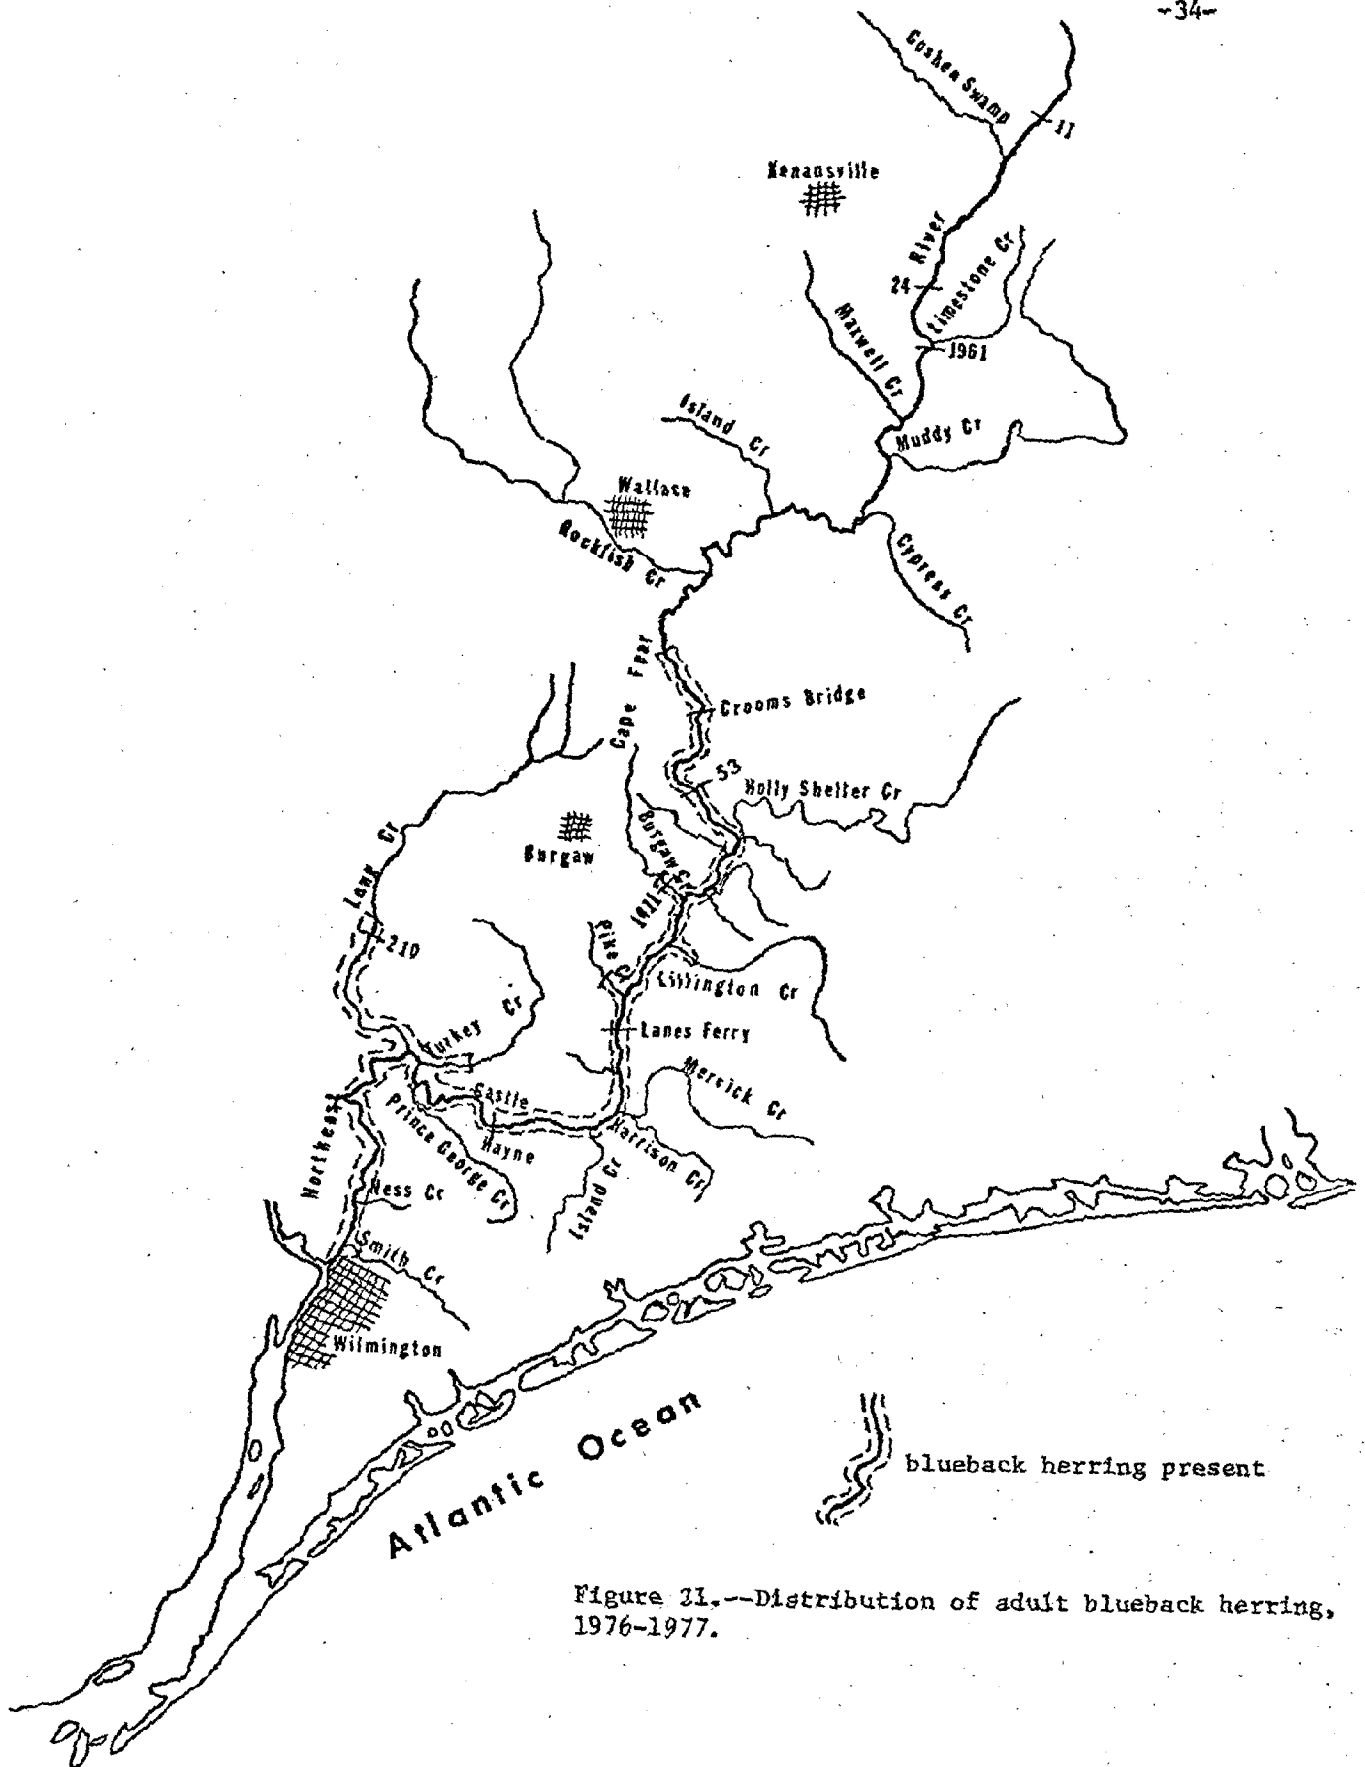 -34-
Goshen Swamp
11
Kenansville
River
24
Limestone Cr
1961
Maxwell Cr
Muddy Cr
Island Cr
Wallace
Rockfish Cr
Cypress Cr
Cape Fear
Crooms Bridge
53
Holly Shelter Cr
Burgaw
Burgaw Cr
Long Cr
210
Pike Cr
Lillington Cr
Turkey Cr
Lanes Ferry
Merrick Cr
Castle
Hayne
Prince George Cr
Harrison Cr
Island Cr
Northeast
Ness Cr
Smith Cr
Wilmington
Atlantic Ocean
blueback herring present
Figure 21.--Distribution of adult blueback herring,
1976-1977.